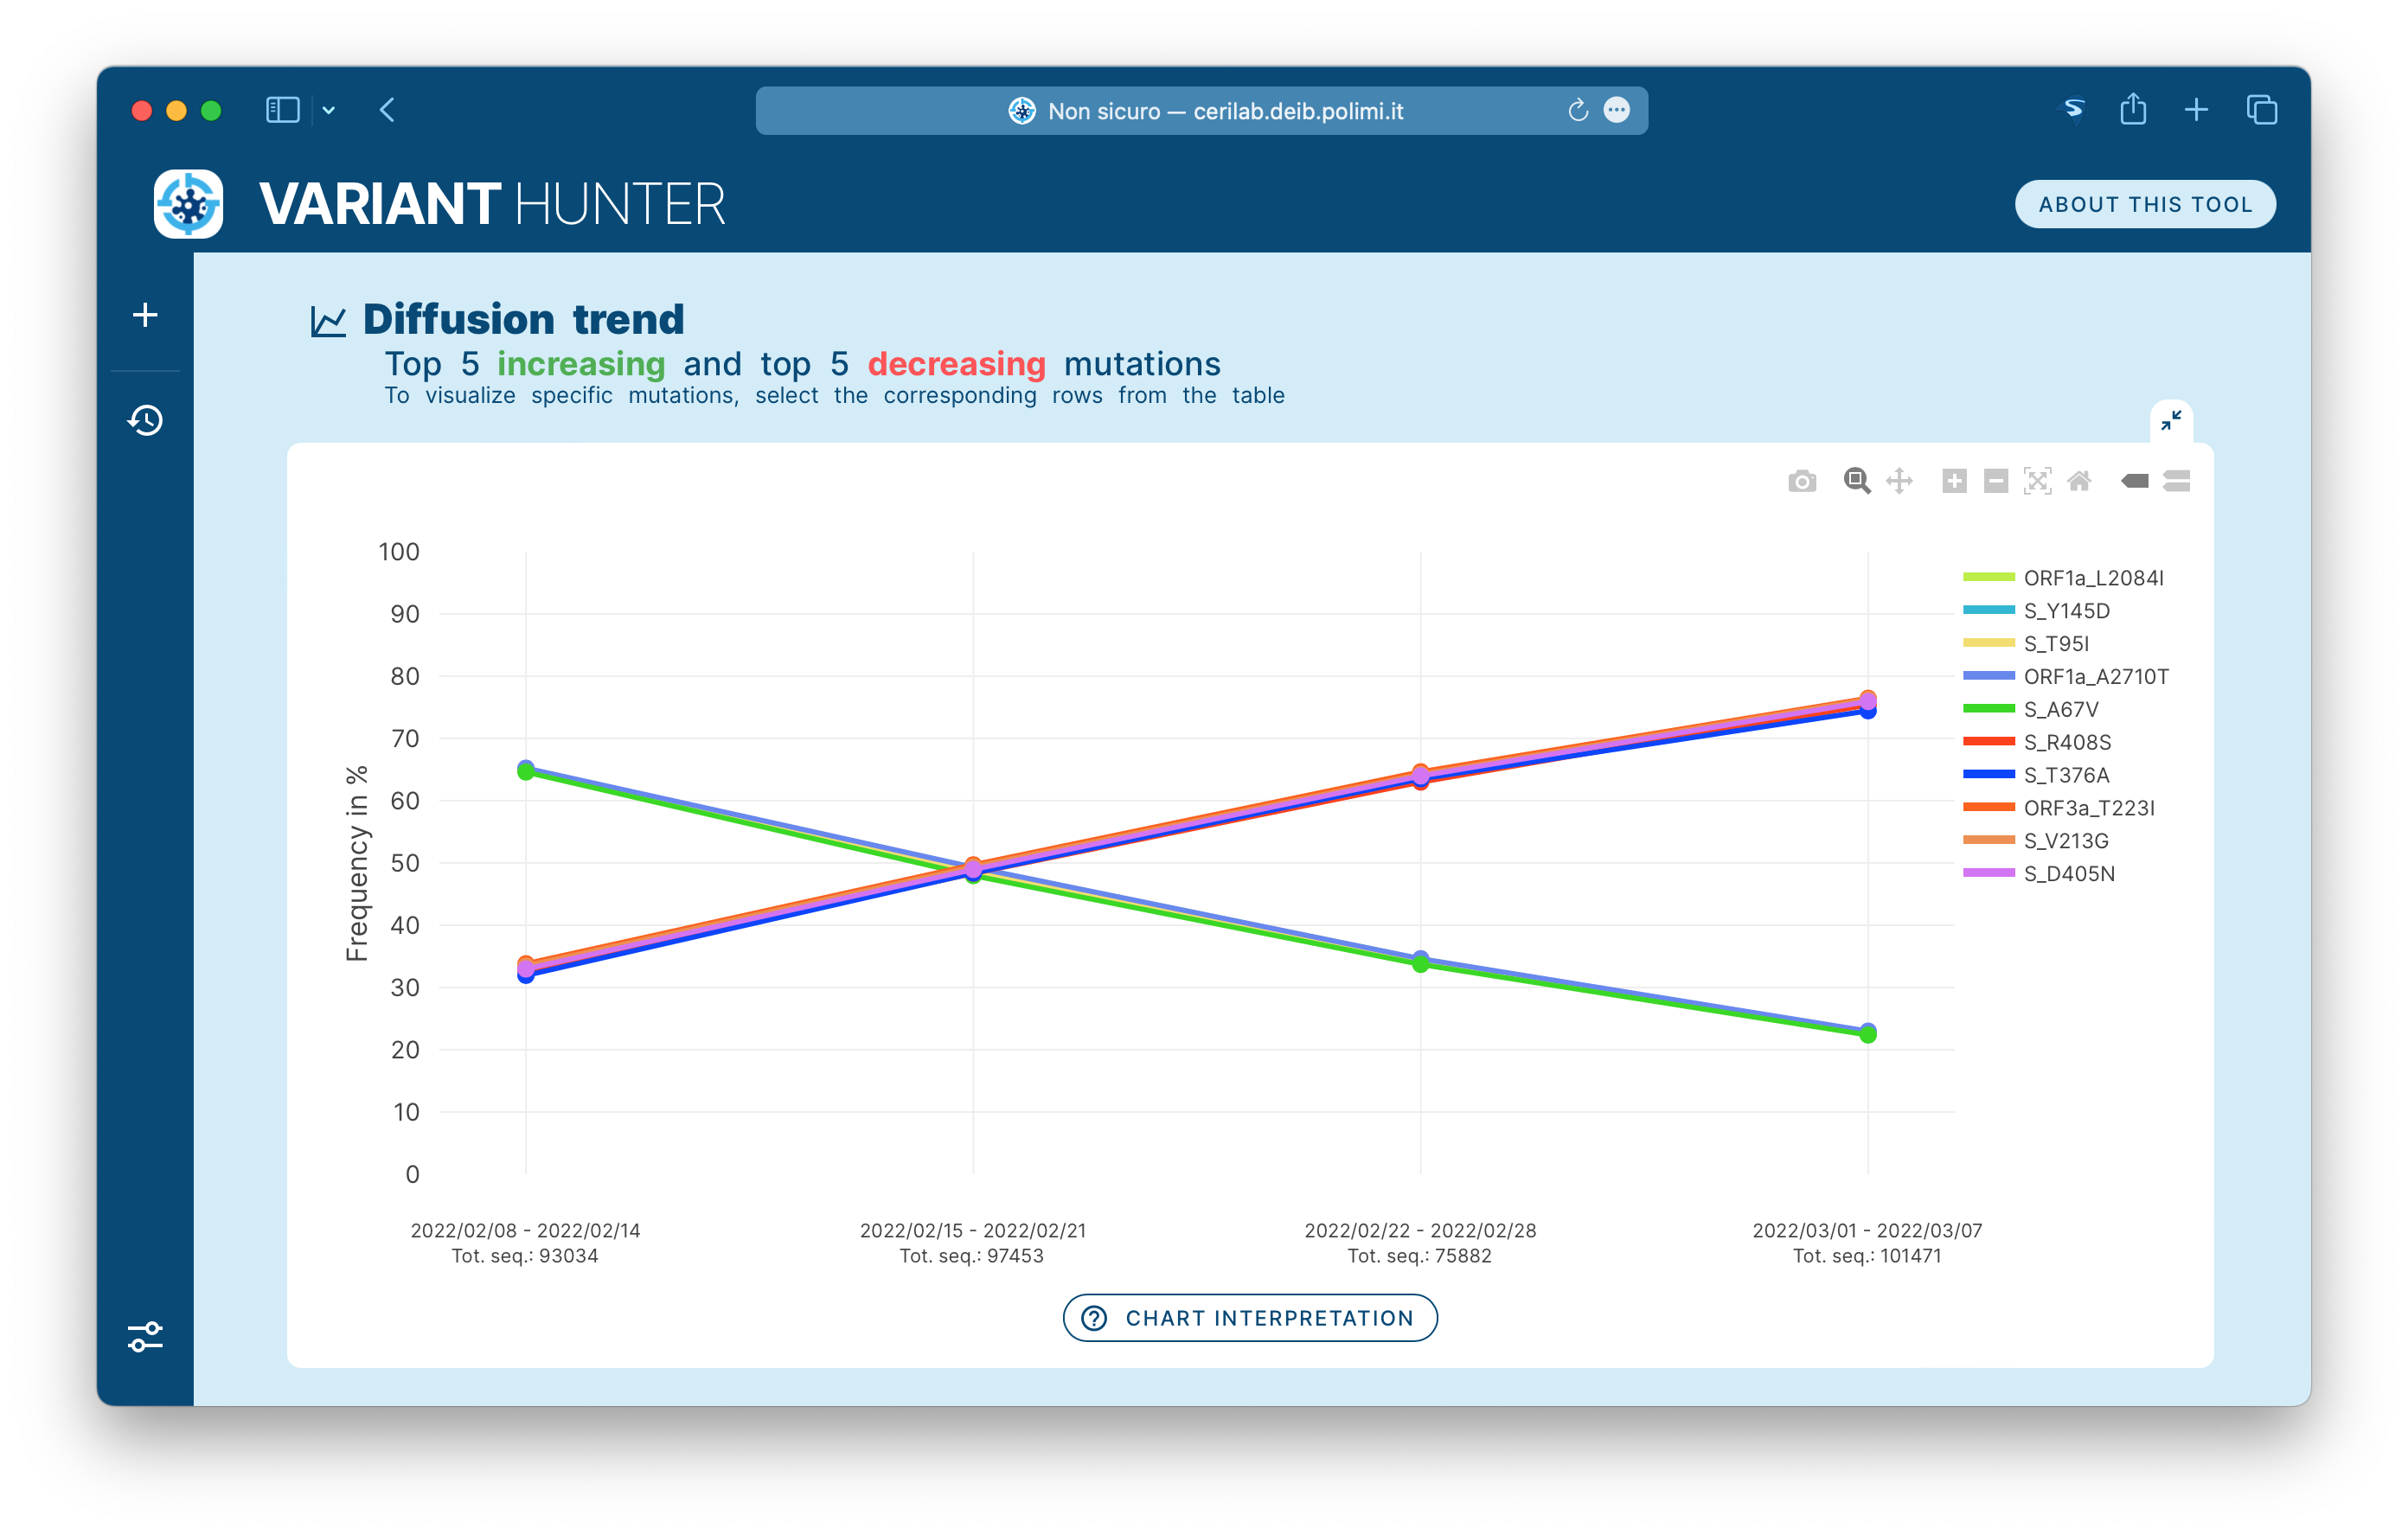 Non sicuro — cerilab.deib.polimi.it
VARIANT HUNTER
ABOUT THIS TOOL
Diffusion trend
Top 5 increasing and top 5 decreasing mutations
To visualize specific mutations, select the corresponding rows from the table
100
90
80
70
60
50
40
30
20
10
0
Frequency in %
ORF1a_L2084I
S_Y145D
S_T95I
ORF1a_A2710T
S_A67V
S_R408S
S_T376A
ORF3a_T223I
S_V213G
S_D405N
2022/02/08 - 2022/02/14
Tot. seq.: 93034
2022/02/15 - 2022/02/21
Tot. seq.: 97453
2022/02/22 - 2022/02/28
Tot. seq.: 75882
2022/03/01 - 2022/03/07
Tot. seq.: 101471
CHART INTERPRETATION